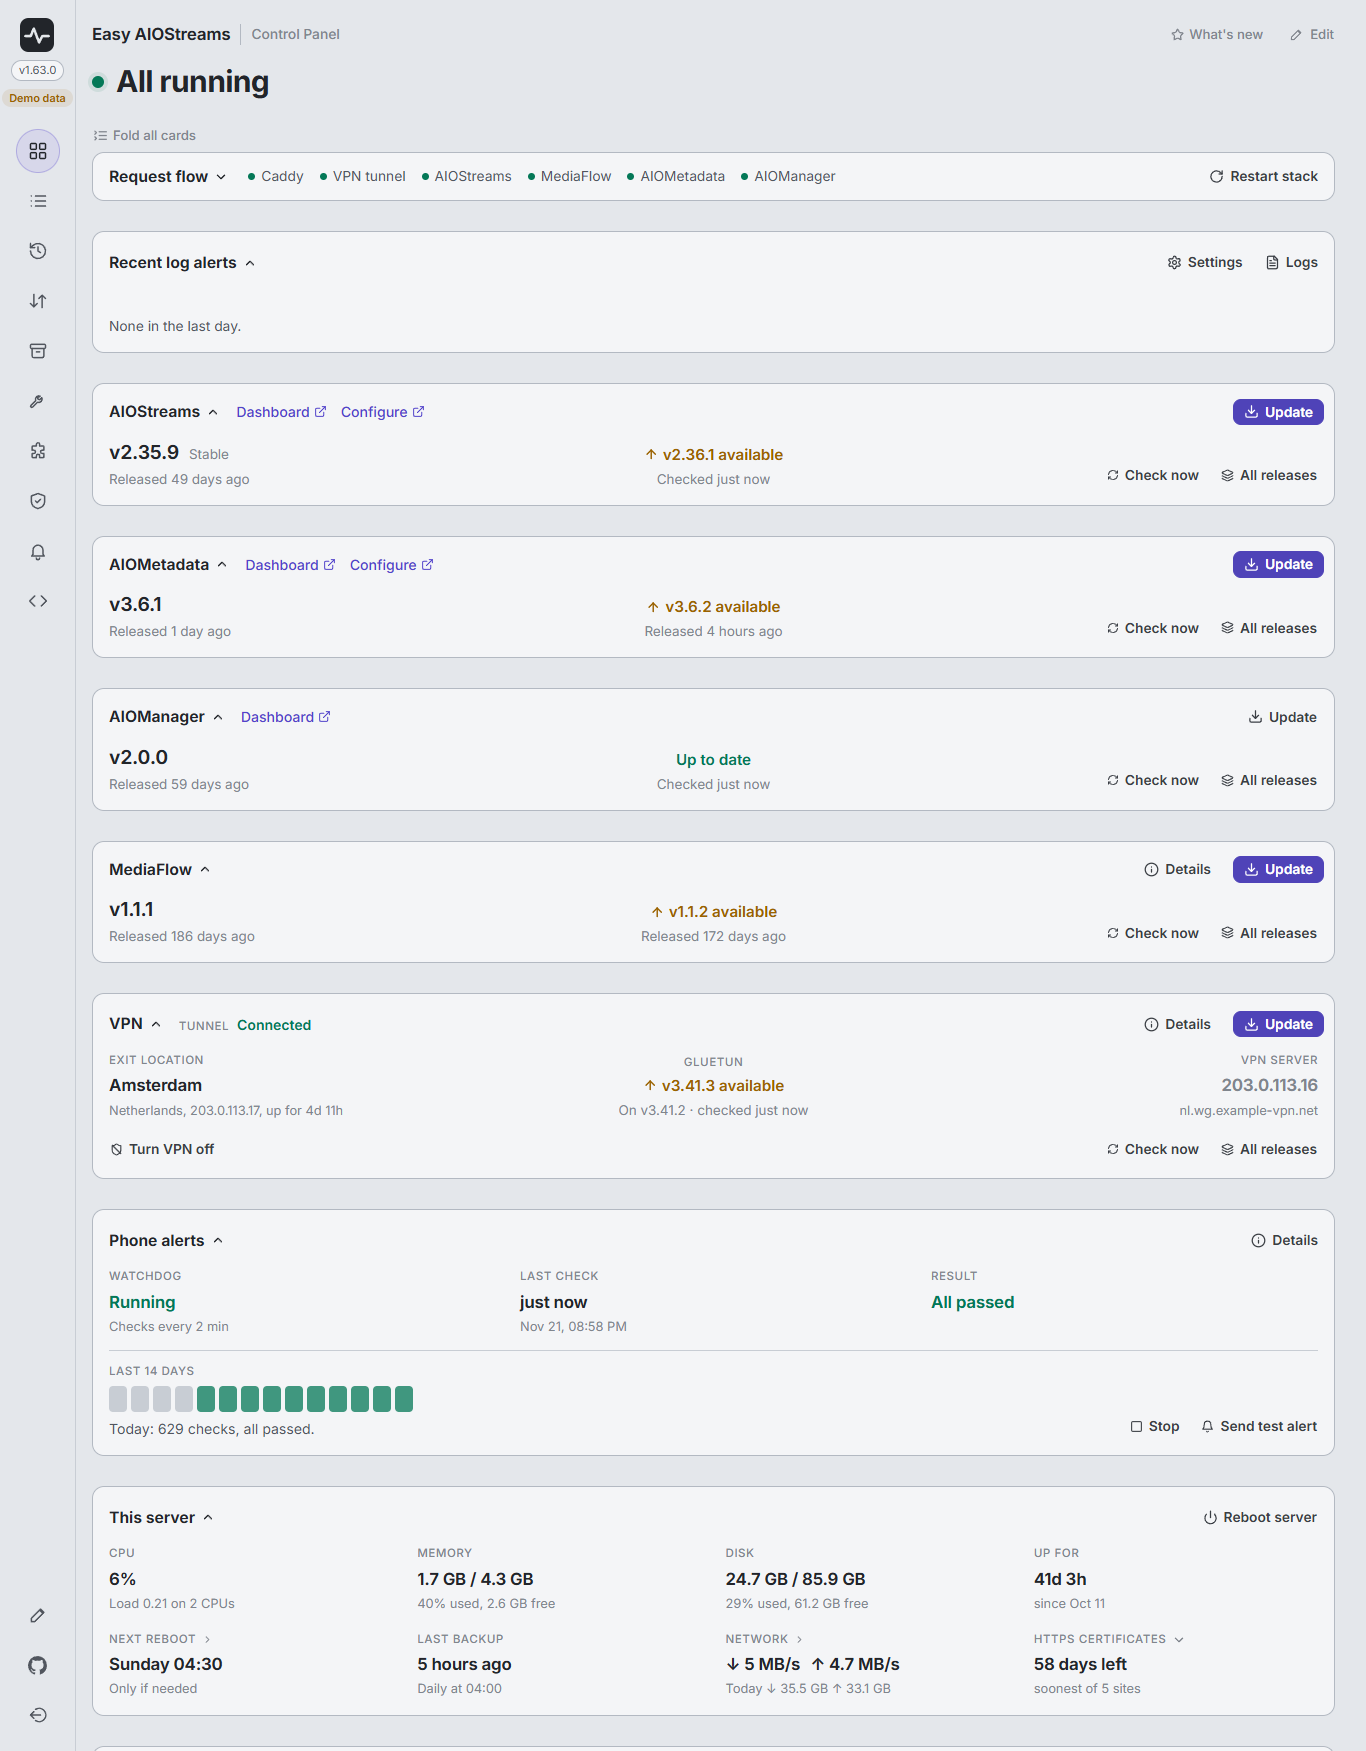 Easy AIOStreams
Control Panel
What's new
Edit
v1.63.0
Demo data
All running
Fold all cards
Request flow
Caddy
VPN tunnel
AIOStreams
MediaFlow
AIOMetadata
AIOManager
Restart stack
Recent log alerts
Settings
Logs
None in the last day.
AIOStreams
Dashboard
Configure
Update
v2.35.9 Stable
Released 49 days ago
v2.36.1 available
Checked just now
Check now
All releases
AIOMetadata
Dashboard
Configure
Update
v3.6.1
Released 1 day ago
v3.6.2 available
Released 4 hours ago
Check now
All releases
AIOManager
Dashboard
Update
v2.0.0
Released 59 days ago
Up to date
Checked just now
Check now
All releases
MediaFlow
Details
Update
v1.1.1
Released 186 days ago
v1.1.2 available
Released 172 days ago
Check now
All releases
VPN
TUNNEL Connected
Details
Update
EXIT LOCATION
Amsterdam
Netherlands, 203.0.113.17, up for 4d 11h
GLUETUN
v3.41.3 available
On v3.41.2 · checked just now
VPN SERVER
203.0.113.16
nl.wg.example-vpn.net
Turn VPN off
Check now
All releases
Phone alerts
Details
WATCHDOG
Running
Checks every 2 min
LAST CHECK
just now
Nov 21, 08:58 PM
RESULT
All passed
LAST 14 DAYS
Today: 629 checks, all passed.
Stop
Send test alert
This server
Reboot server
CPU
6%
Load 0.21 on 2 CPUs
MEMORY
1.7 GB / 4.3 GB
40% used, 2.6 GB free
DISK
24.7 GB / 85.9 GB
29% used, 61.2 GB free
UP FOR
41d 3h
since Oct 11
NEXT REBOOT
Sunday 04:30
Only if needed
LAST BACKUP
5 hours ago
Daily at 04:00
NETWORK
↓ 5 MB/s ↑ 4.7 MB/s
Today ↓ 35.5 GB ↑ 33.1 GB
HTTPS CERTIFICATES
58 days left
soonest of 5 sites